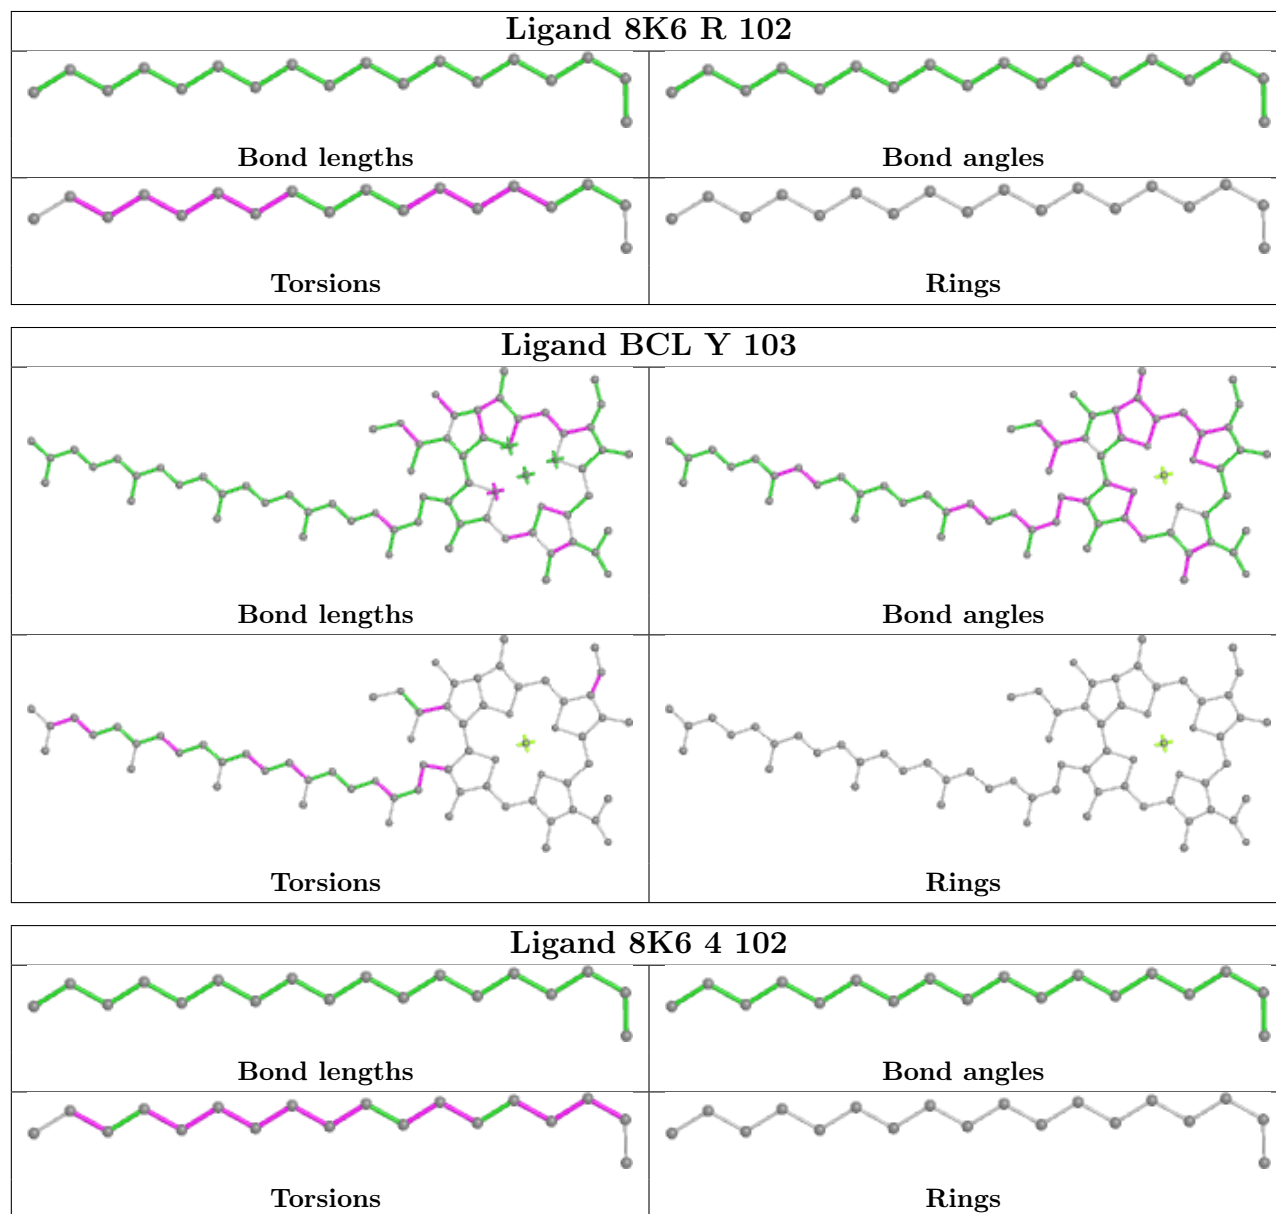 Ligand 8K6 R 102
Bond lengths
Bond angles
Torsions
Rings
Ligand BCL Y 103
Bond lengths
Bond angles
Torsions
Rings
Ligand 8K6 4 102
Bond lengths
Bond angles
Torsions
Rings